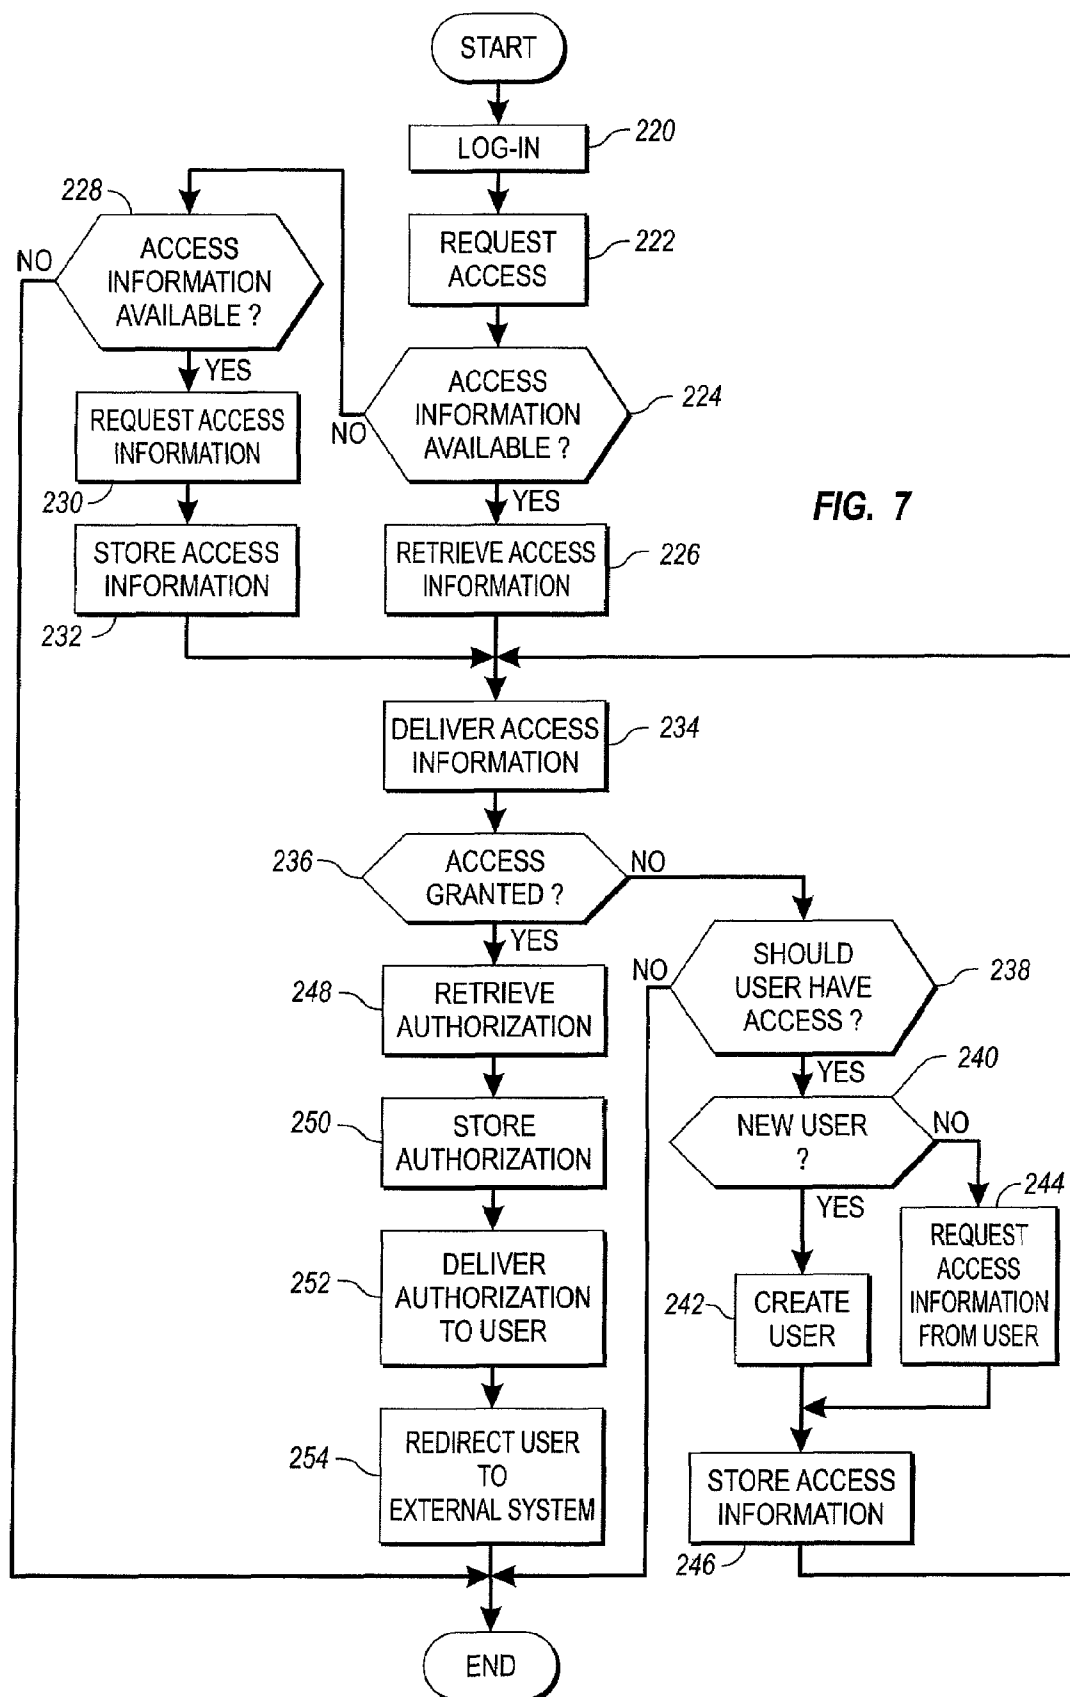 START
LOG-IN
220
228
REQUEST
ACCESS
222
NO
ACCESS
INFORMATION
AVAILABLE ?
YES
ACCESS
INFORMATION
AVAILABLE ?
224
NO
REQUEST ACCESS
INFORMATION
230
YES
FIG. 7
STORE ACCESS
INFORMATION
232
RETRIEVE ACCESS
INFORMATION
226
DELIVER ACCESS
INFORMATION
234
236
ACCESS
GRANTED ?
NO
YES
NO
SHOULD
USER HAVE
ACCESS ?
238
248
RETRIEVE
AUTHORIZATION
YES
240
250
STORE
AUTHORIZATION
NEW USER
?
NO
YES
244
REQUEST
ACCESS
INFORMATION
FROM USER
252
DELIVER
AUTHORIZATION
TO USER
242
CREATE
USER
254
REDIRECT USER
TO
EXTERNAL SYSTEM
STORE ACCESS
INFORMATION
246
END